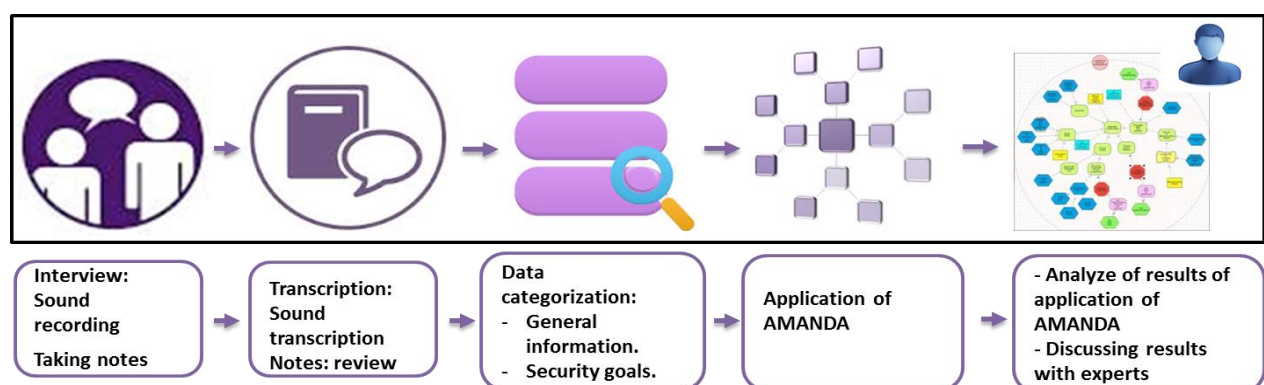 Interview:
Sound
recording
Taking notes
Transcription:
Sound
transcription
Notes: review
Data
categorization:
- General
information.
- Security goals.
Application of
AMANDA
- Analyze of results of
application of
AMANDA
- Discussing results
with experts